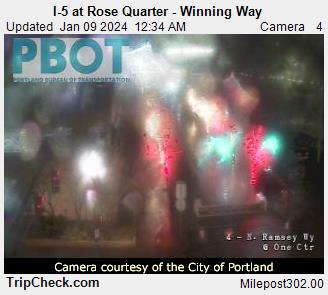 I-5 at Rose Quarter - Winning Way
Updated Jan 09 2024 12:34 AM Camera 4
PBOT
PORTLAND BUREAU OF TRANSPORTATION
4 - N. Ramsey Wy
@ One Ctr
Camera courtesy of the City of Portland
TripCheck.com Milepost302.00